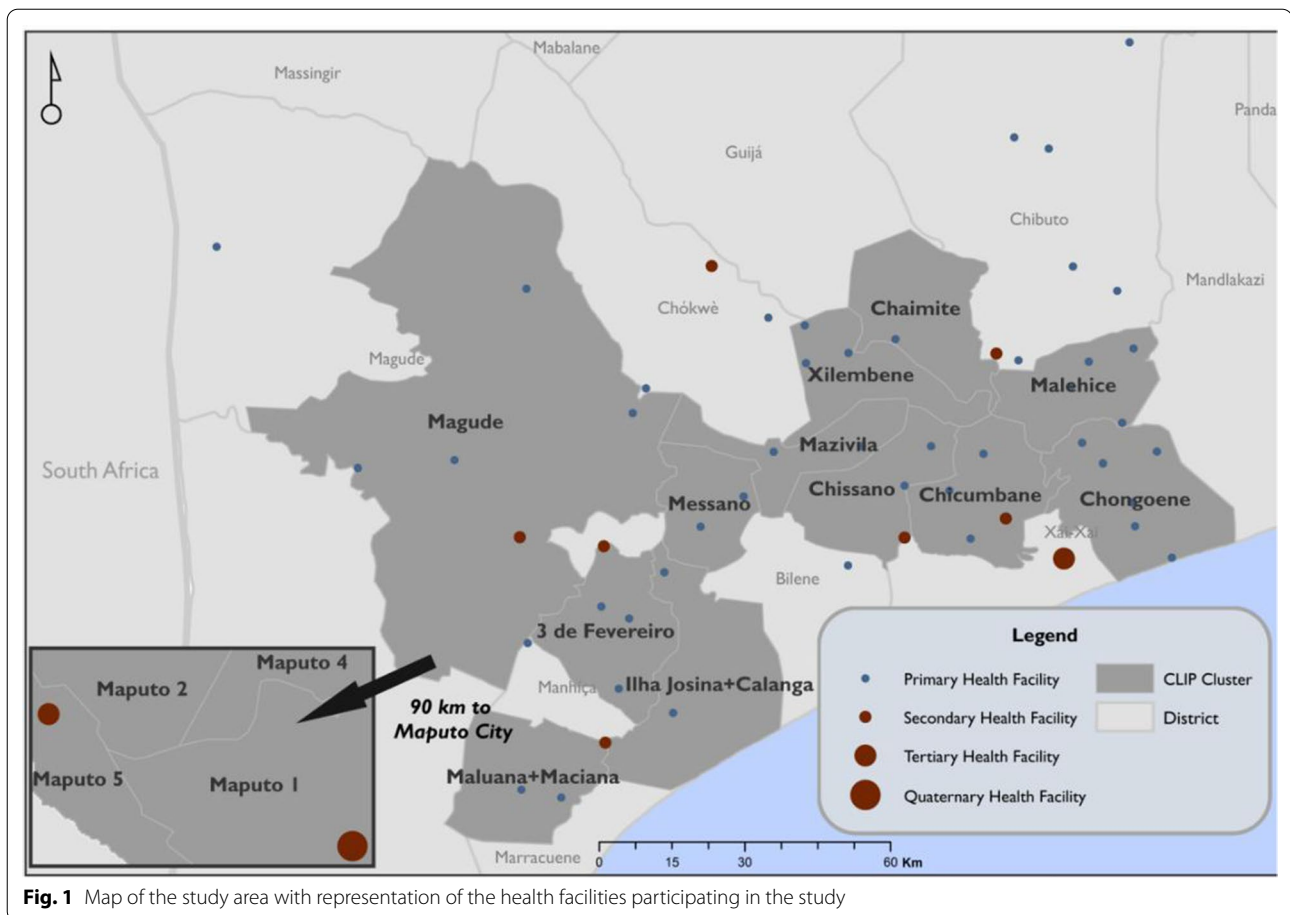 Mabalane
Massingir
Panda
Guijá
Chibuto
Mandlakazi
Chaimite
Chókwè
Magude
Xilembene
Malehice
Magude
Mazivila
South Africa
Chissano
Chicumbane
Chongoene
Messano
Xai-Xai
Bilene
3 de Fevereiro
Ilha Josina+Calanga
Manhiça
90 km to
Maputo City
Maluana+Maciana
Marracuene
Maputo 4
Maputo 2
Maputo 5
Maputo 1
Legend
Primary Health Facility
Secondary Health Facility
Tertiary Health Facility
Quaternary Health Facility
CLIP Cluster
District
0 15 30 60 Km
Fig. 1 Map of the study area with representation of the health facilities participating in the study